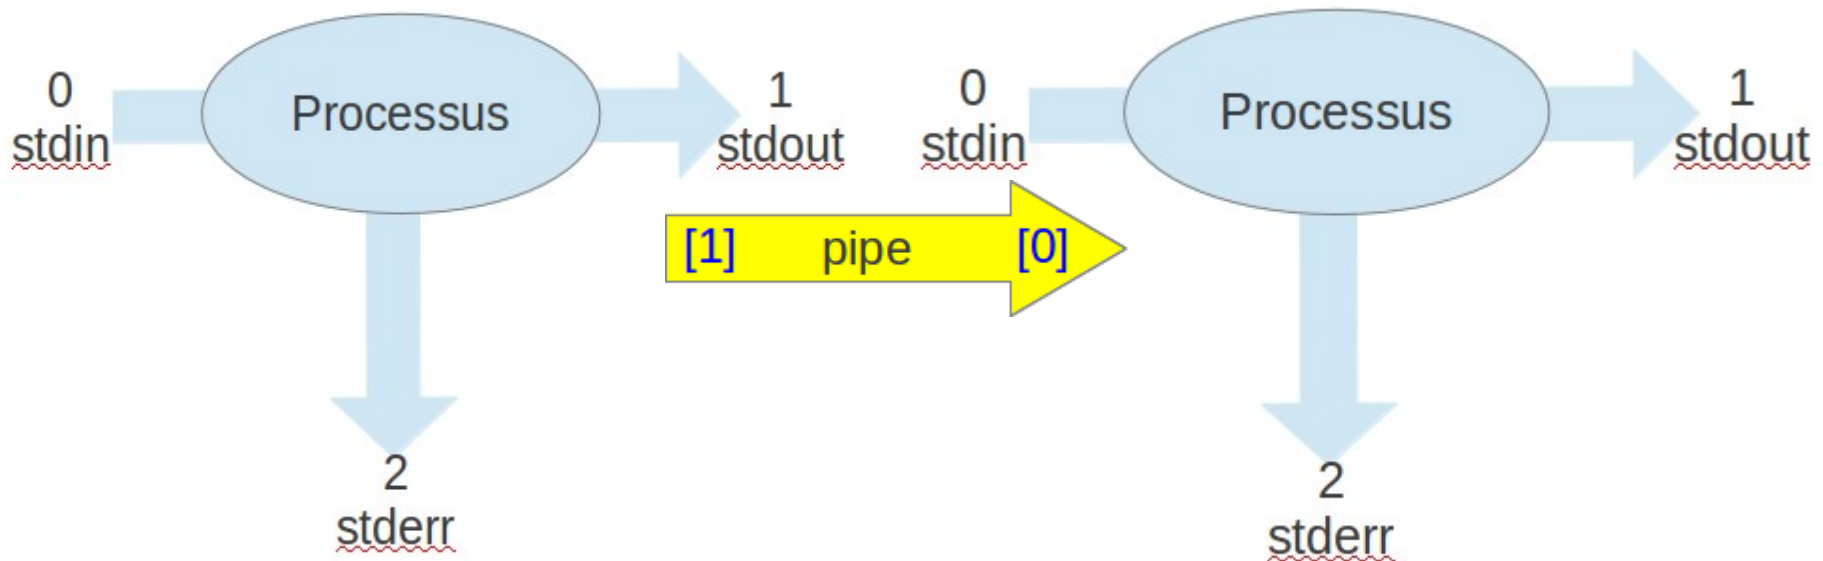 0
stdin
Processus
1
stdout
2
stderr
[1] pipe [0]
0
stdin
Processus
1
stdout
2
stderr